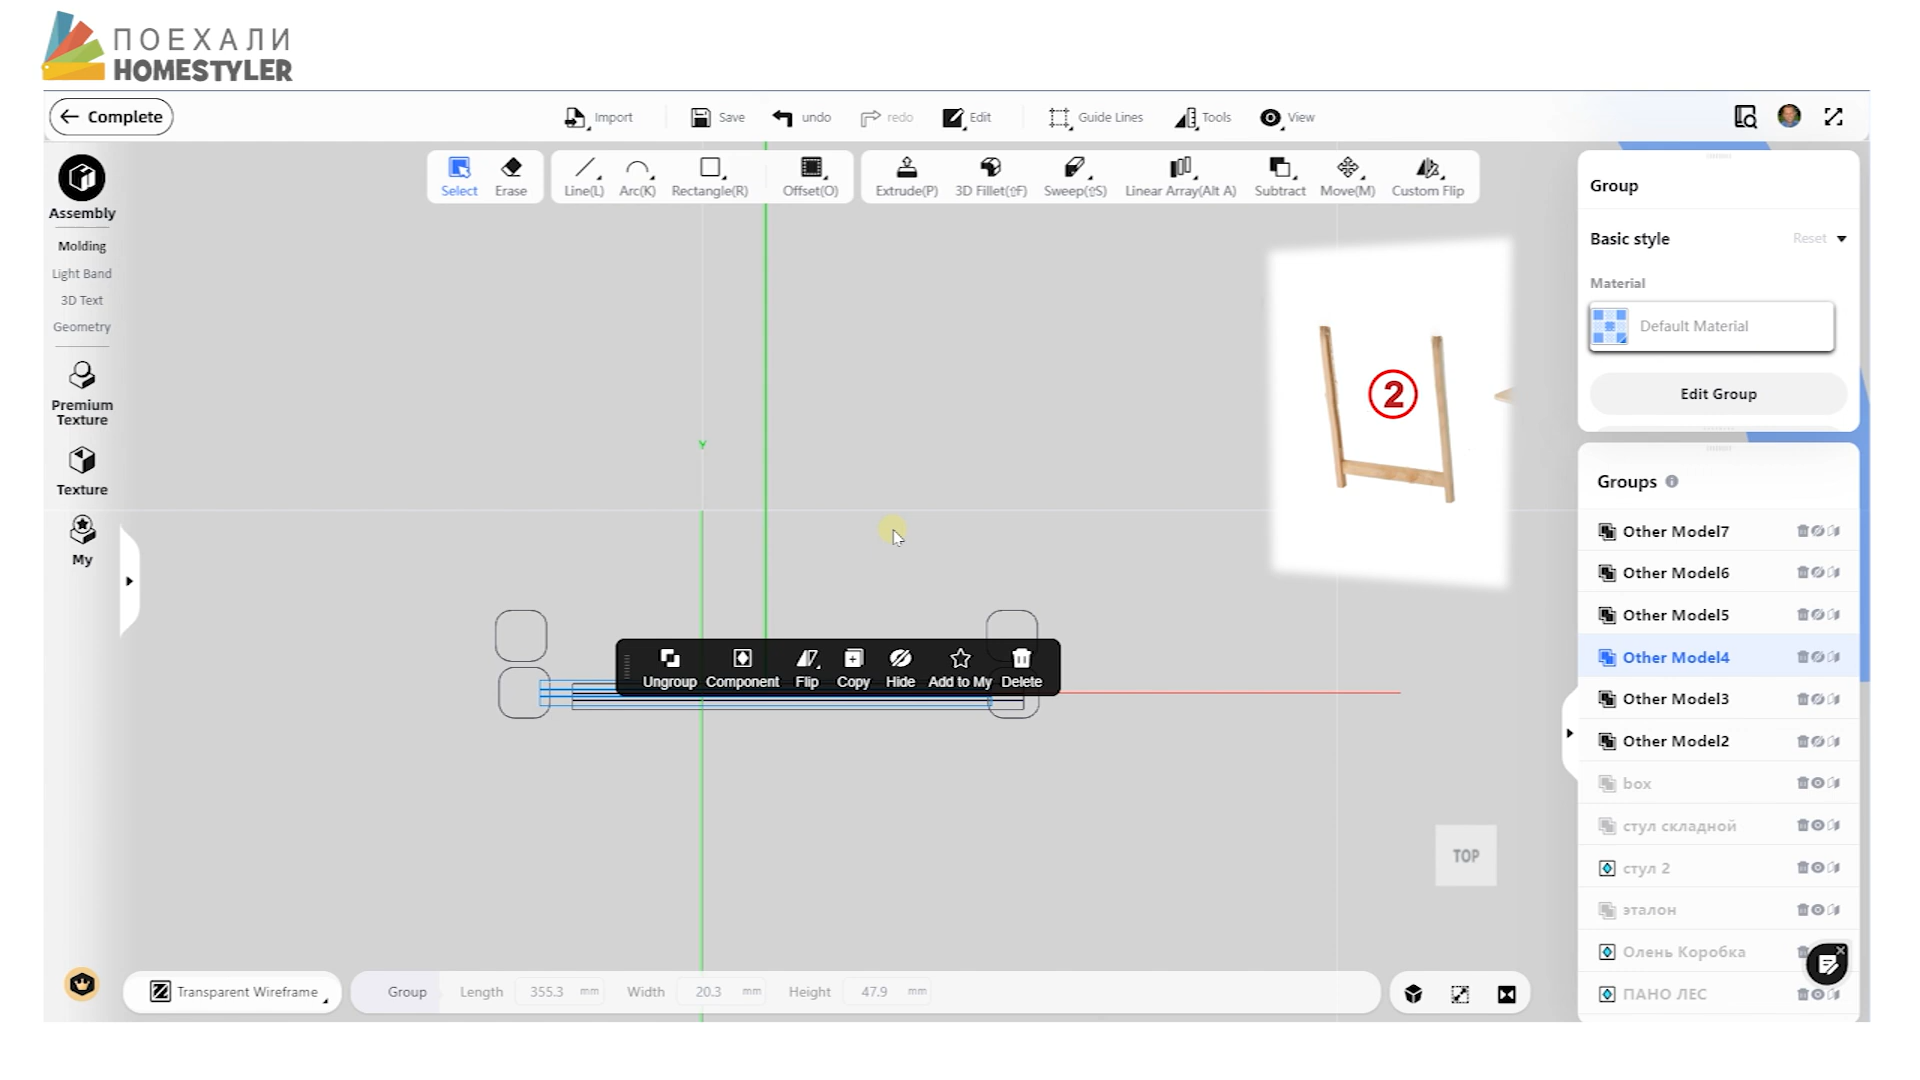 ПОЕХАЛИ
HOMESTYLER
Complete
Import
Save
undo
redo
Edit
Guide Lines
Tools
View
Select
Erase
Line(L)
Arc(K)
Rectangle(R)
Offset(O)
Extrude(P)
3D Fillet(⇧F)
Sweep(⇧S)
Linear Array(Alt A)
Subtract
Move(M)
Custom Flip
Assembly
Molding
Light Band
3D Text
Geometry
Premium
Texture
Texture
My
Y
2
Ungroup
Component
Flip
Copy
Hide
Add to My
Delete
TOP
Group
Basic style
Reset
Material
Default Material
Edit Group
Groups
Other Model7
Other Model6
Other Model5
Other Model4
Other Model3
Other Model2
box
стул складной
стул 2
эталон
Олень Коробка
ПАНО ЛЕС
Transparent Wireframe
Group
Length
355.3
mm
Width
20.3
mm
Height
47.9
mm